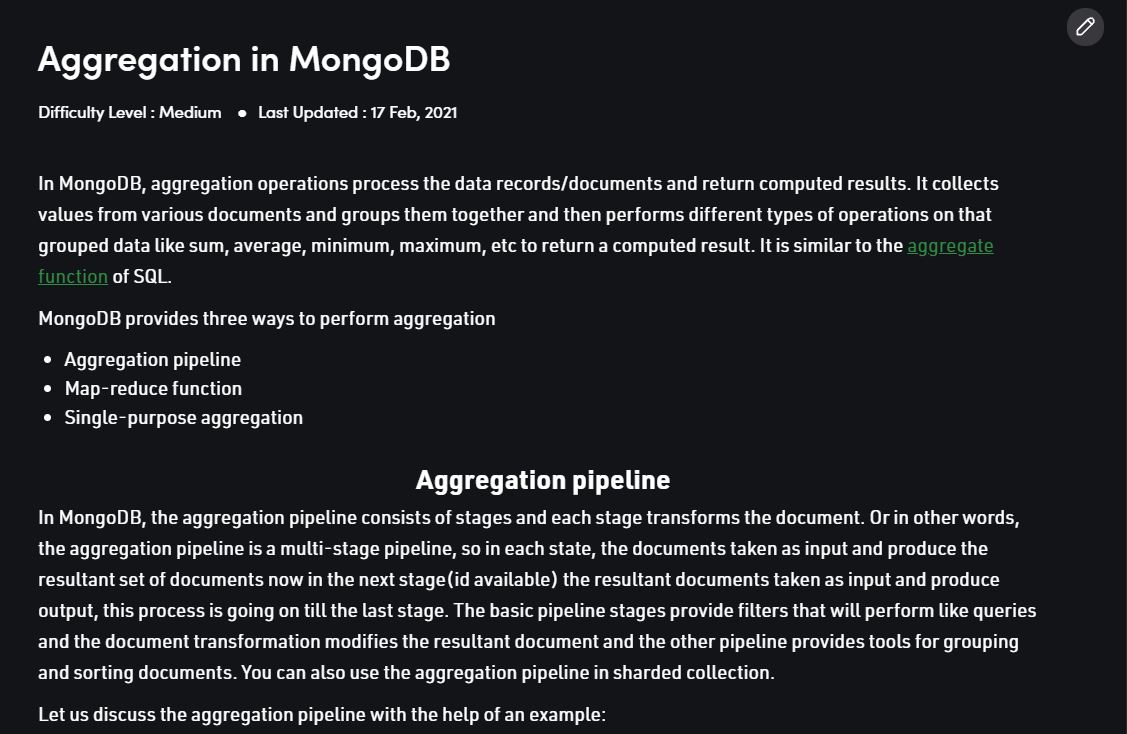 Aggregation in MongoDB
Difficulty Level : Medium ● Last Updated : 17 Feb, 2021
In MongoDB, aggregation operations process the data records/documents and return computed results. It collects
values from various documents and groups them together and then performs different types of operations on that
grouped data like sum, average, minimum, maximum, etc to return a computed result. It is similar to the aggregate
function of SQL.
MongoDB provides three ways to perform aggregation
• Aggregation pipeline
• Map-reduce function
• Single-purpose aggregation
Aggregation pipeline
In MongoDB, the aggregation pipeline consists of stages and each stage transforms the document. Or in other words,
the aggregation pipeline is a multi-stage pipeline, so in each state, the documents taken as input and produce the
resultant set of documents now in the next stage(id available) the resultant documents taken as input and produce
output, this process is going on till the last stage. The basic pipeline stages provide filters that will perform like queries
and the document transformation modifies the resultant document and the other pipeline provides tools for grouping
and sorting documents. You can also use the aggregation pipeline in sharded collection.
Let us discuss the aggregation pipeline with the help of an example: